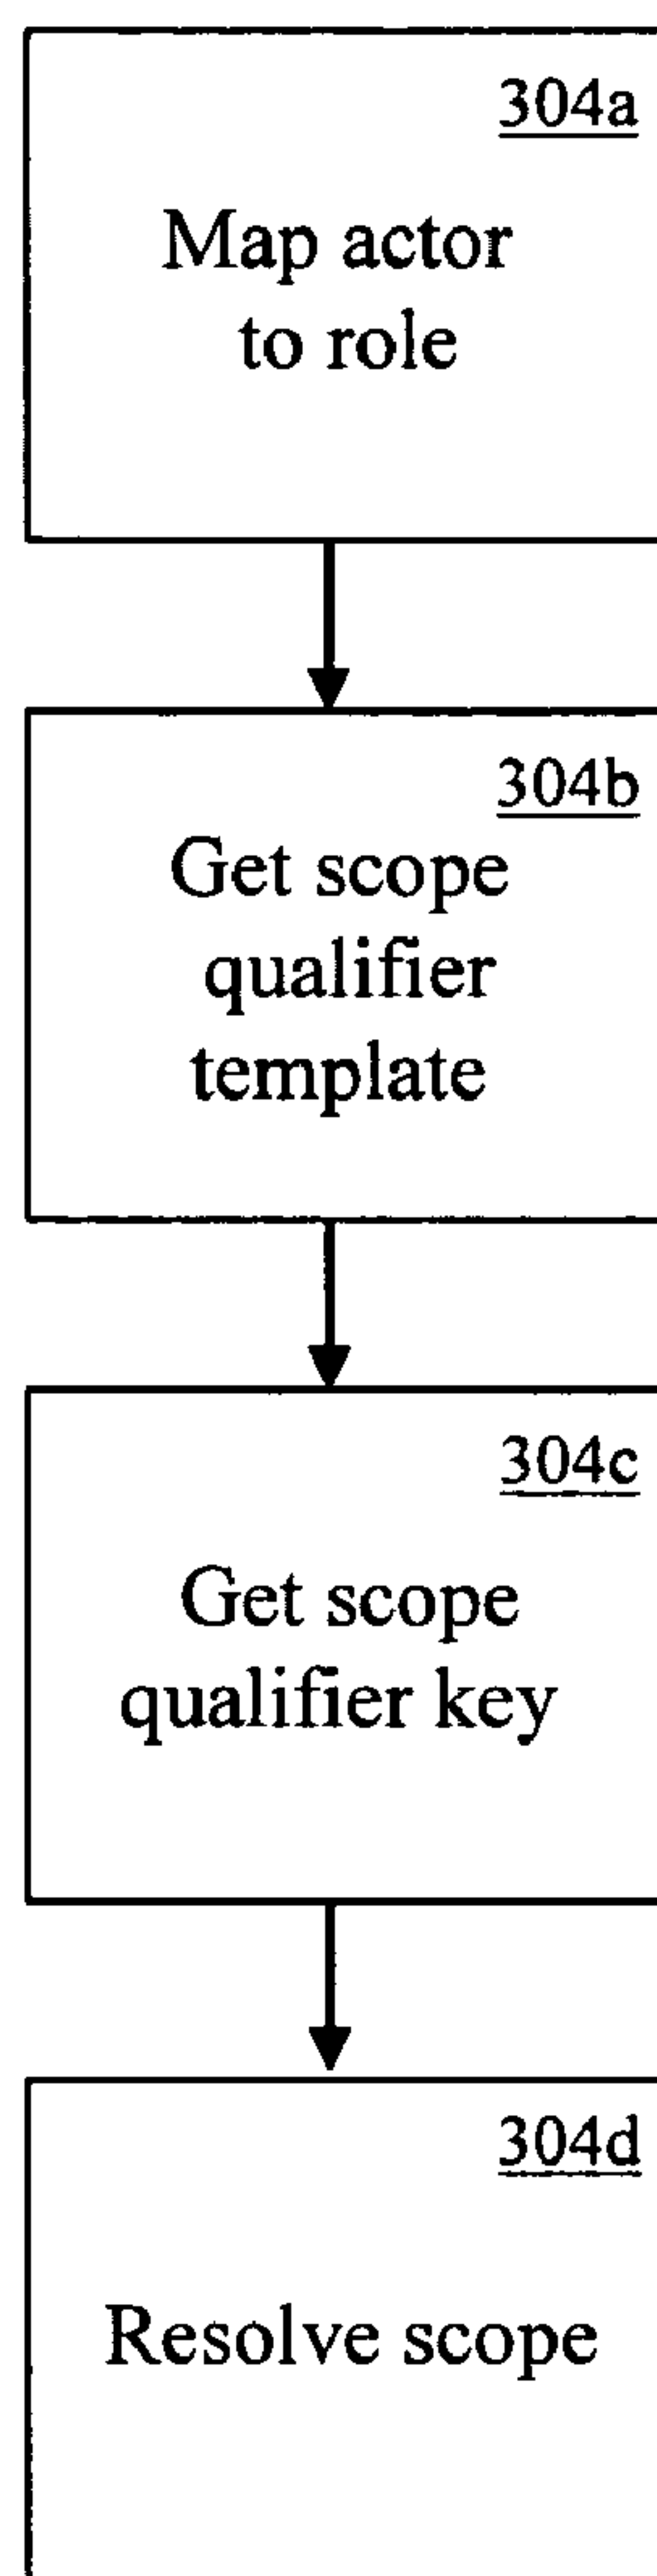 304a
Map actor
to role
304b
Get scope
qualifier
template
304c
Get scope
qualifier key
304d
Resolve scope